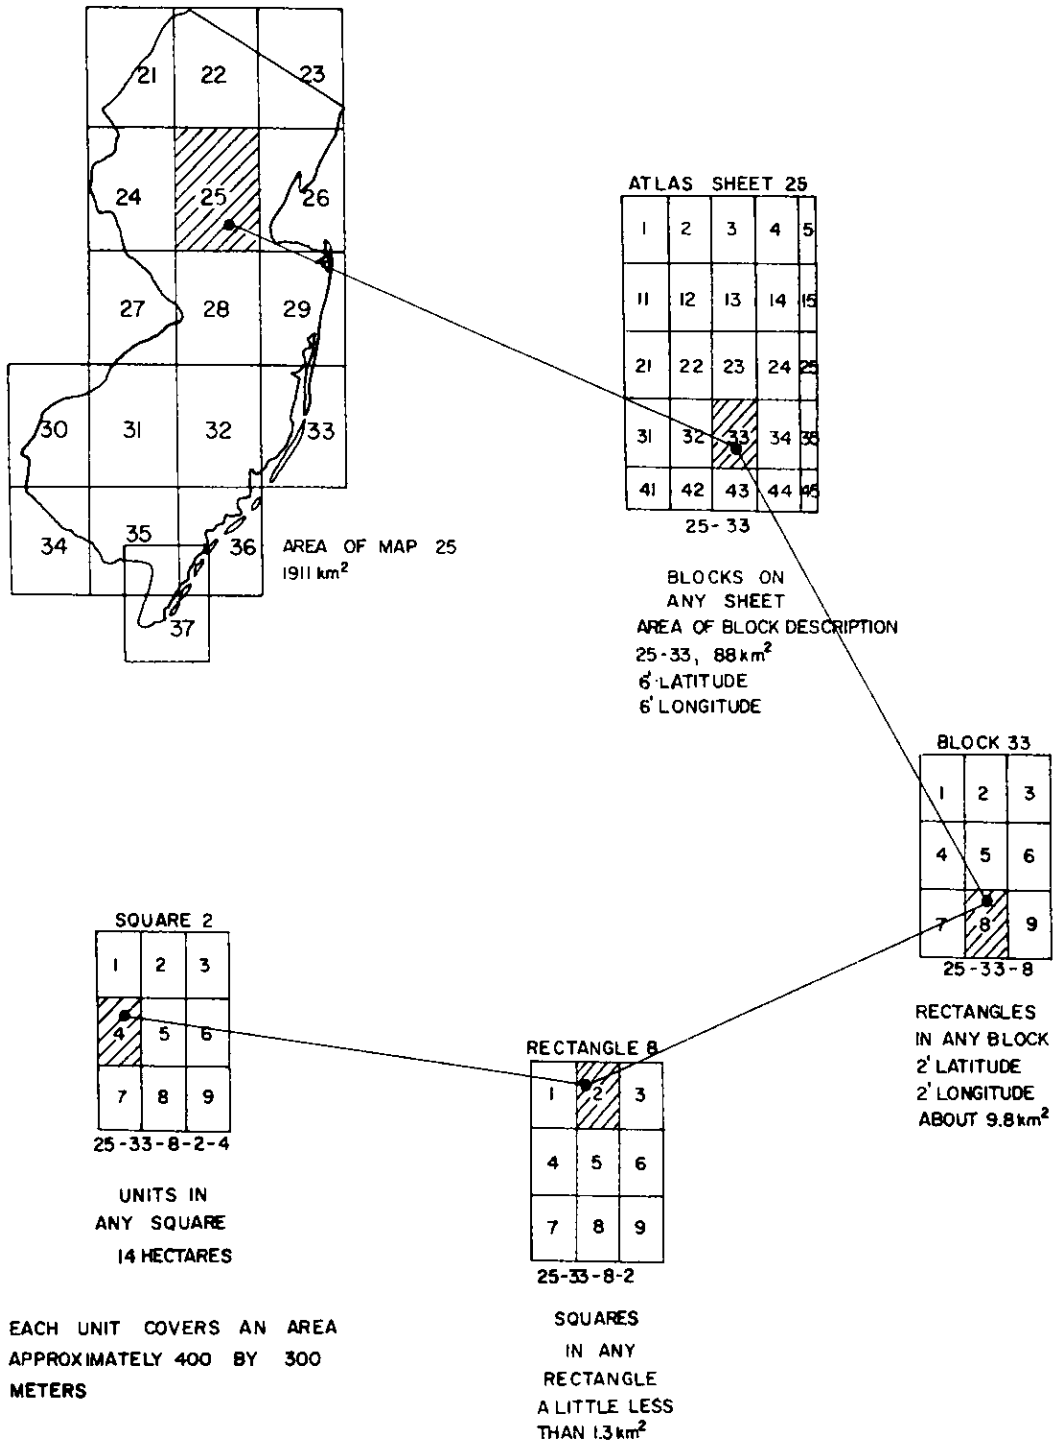 21 22 23
24 25 26
27 28 29
30 31 32 33
34 35 36
37
AREA OF MAP 25
1911 km²
ATLAS SHEET 25
1 2 3 4 5
11 12 13 14 15
21 22 23 24 25
31 32 33 34 35
41 42 43 44 45
25-33
BLOCKS ON
ANY SHEET
AREA OF BLOCK DESCRIPTION
25-33, 88 km²
6' LATITUDE
6' LONGITUDE
BLOCK 33
1 2 3
4 5 6
7 8 9
25-33-8
RECTANGLES
IN ANY BLOCK
2' LATITUDE
2' LONGITUDE
ABOUT 9.8 km²
RECTANGLE 8
1 2 3
4 5 6
7 8 9
25-33-8-2
SQUARES
IN ANY
RECTANGLE
A LITTLE LESS
THAN 1.3 km²
SQUARE 2
1 2 3
4 5 6
7 8 9
25-33-8-2-4
UNITS IN
ANY SQUARE
14 HECTARES
EACH UNIT COVERS AN AREA
APPROXIMATELY 400 BY 300
METERS